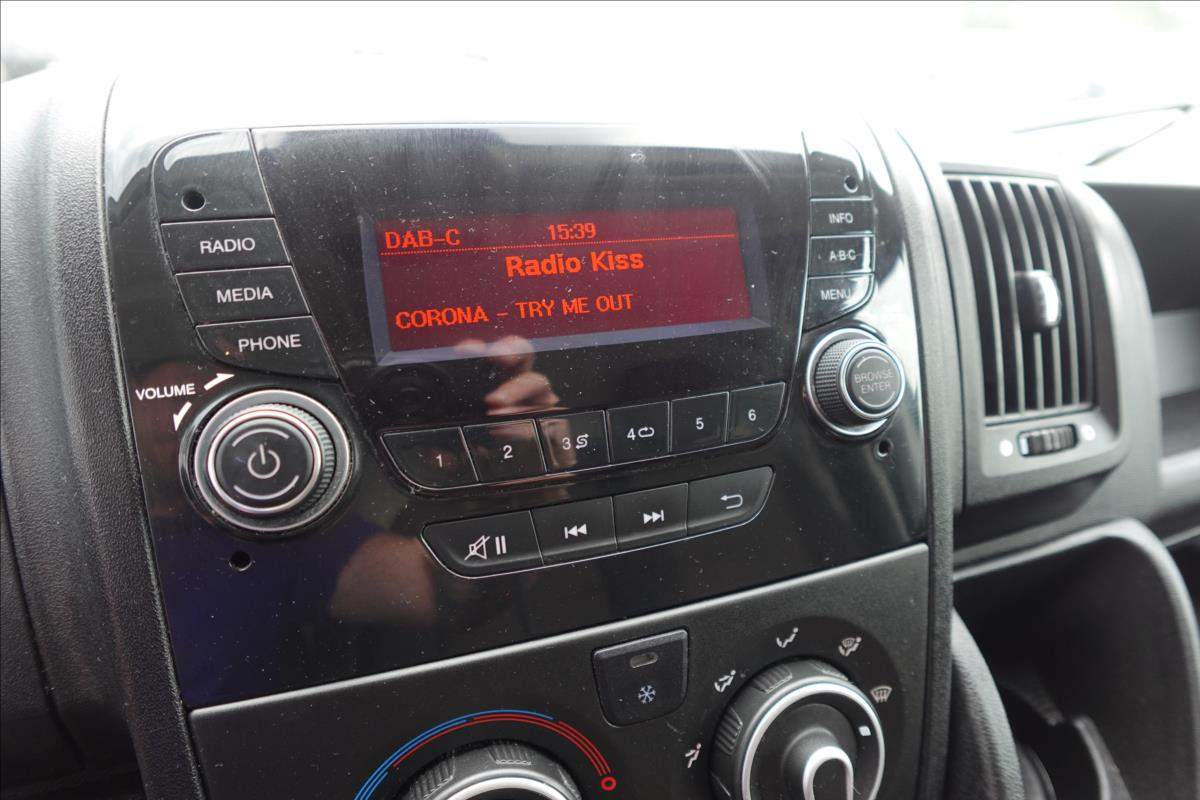 RADIO
MEDIA
PHONE
VOLUME
DAB-C 15:39
Radio Kiss
CORONA - TRY ME OUT
INFO
A·B·C
MENU
BROWSE
ENTER
1 2 3 4 5 6